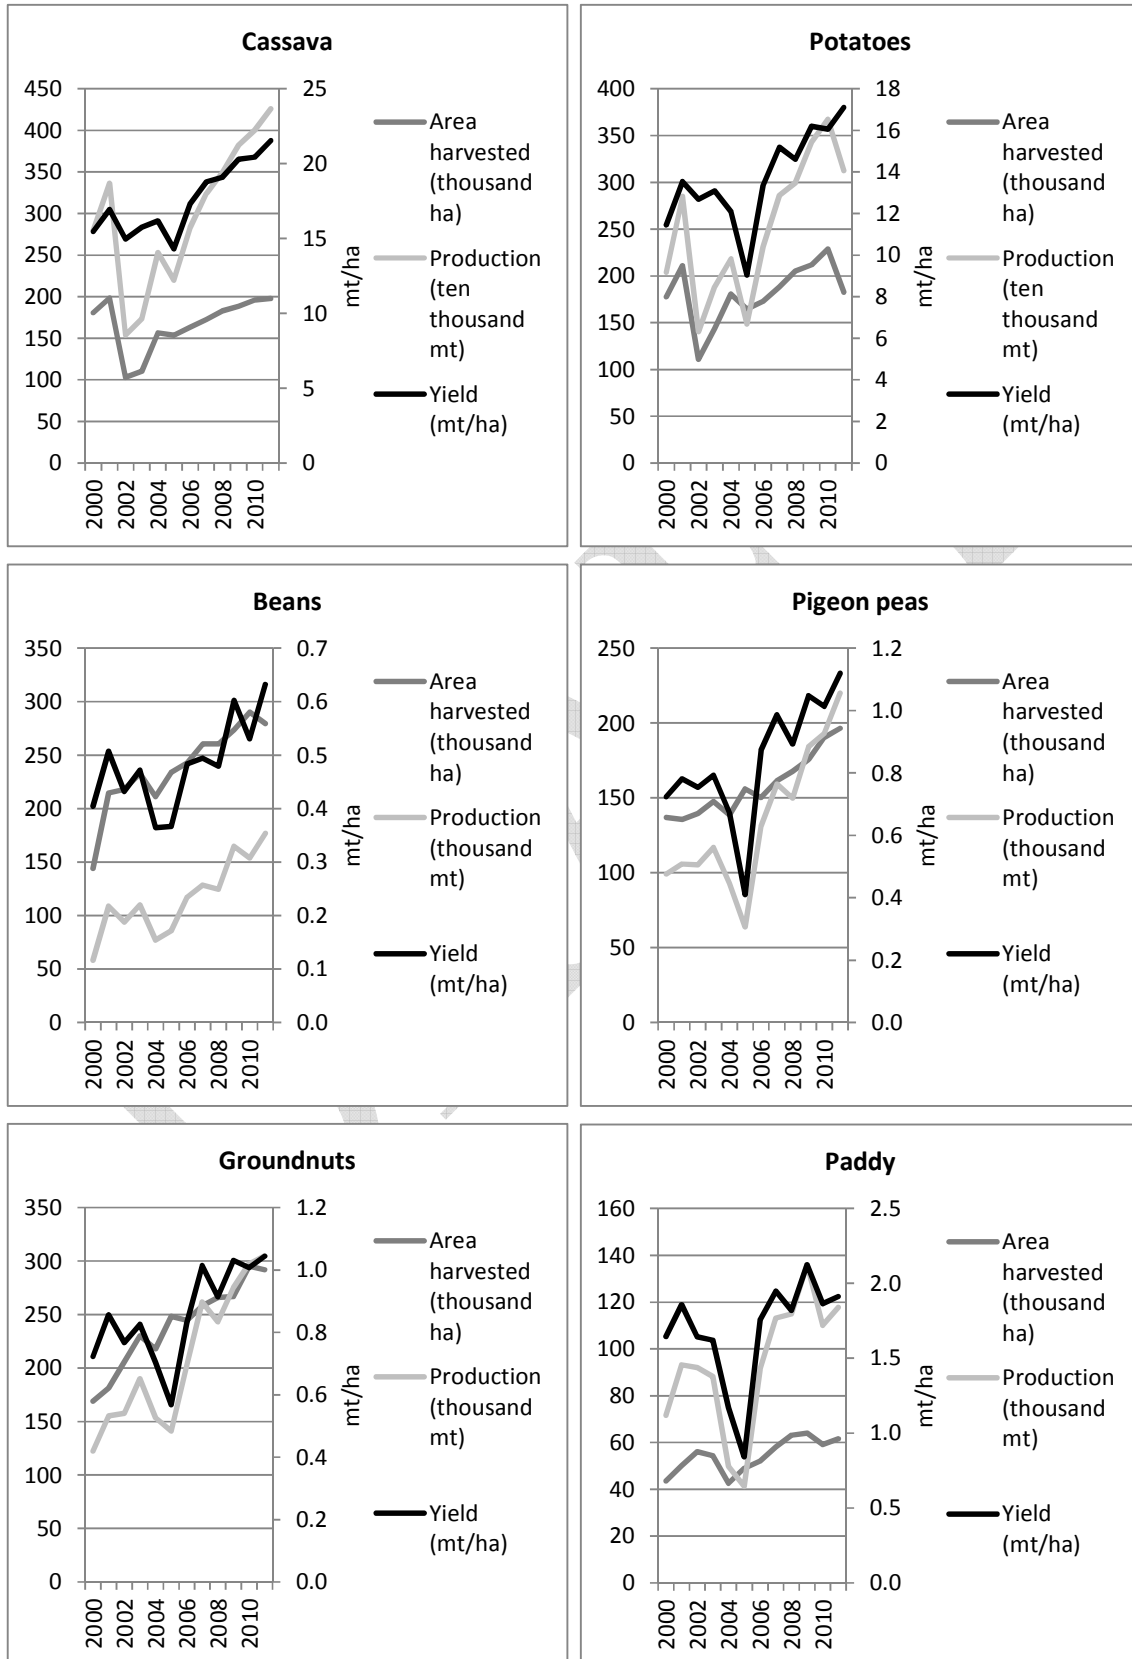 Cassava
450
400
350
300
250
200
150
100
50
0
25
20
15
10
5
0
mt/ha
2000
2002
2004
2006
2008
2010
Area
harvested
(thousand
ha)
Production
(ten
thousand
mt)
Yield
(mt/ha)
Potatoes
400
350
300
250
200
150
100
50
0
18
16
14
12
10
8
6
4
2
0
mt/ha
2000
2002
2004
2006
2008
2010
Area
harvested
(thousand
ha)
Production
(ten
thousand
mt)
Yield
(mt/ha)
Beans
350
300
250
200
150
100
50
0
0.7
0.6
0.5
0.4
0.3
0.2
0.1
0.0
mt/ha
2000
2002
2004
2006
2008
2010
Area
harvested
(thousand
ha)
Production
(thousand
mt)
Yield
(mt/ha)
Pigeon peas
250
200
150
100
50
0
1.2
1.0
0.8
0.6
0.4
0.2
0.0
mt/ha
2000
2002
2004
2006
2008
2010
Area
harvested
(thousand
ha)
Production
(thousand
mt)
Yield
(mt/ha)
Groundnuts
350
300
250
200
150
100
50
0
1.2
1.0
0.8
0.6
0.4
0.2
0.0
mt/ha
2000
2002
2004
2006
2008
2010
Area
harvested
(thousand
ha)
Production
(thousand
mt)
Yield
(mt/ha)
Paddy
160
140
120
100
80
60
40
20
0
2.5
2.0
1.5
1.0
0.5
0.0
mt/ha
2000
2002
2004
2006
2008
2010
Area
harvested
(thousand
ha)
Production
(thousand
mt)
Yield
(mt/ha)